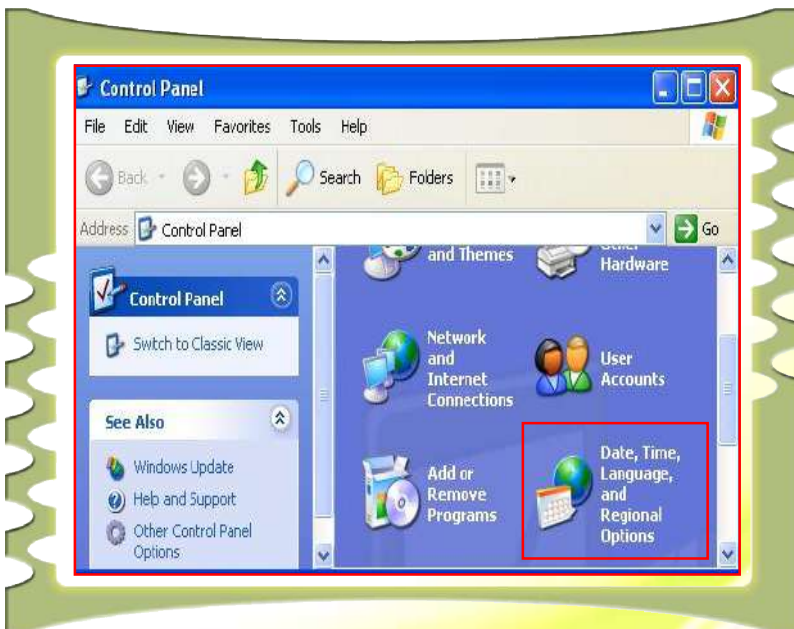 Control Panel
File Edit View Favorites Tools Help
Back Search Folders
Address Control Panel Go
Control Panel
Switch to Classic View
See Also
Windows Update
Help and Support
Other Control Panel
Options
and Themes
Other
Hardware
Network
and
Internet
Connections
User
Accounts
Add or
Remove
Programs
Date, Time,
Language,
and
Regional
Options